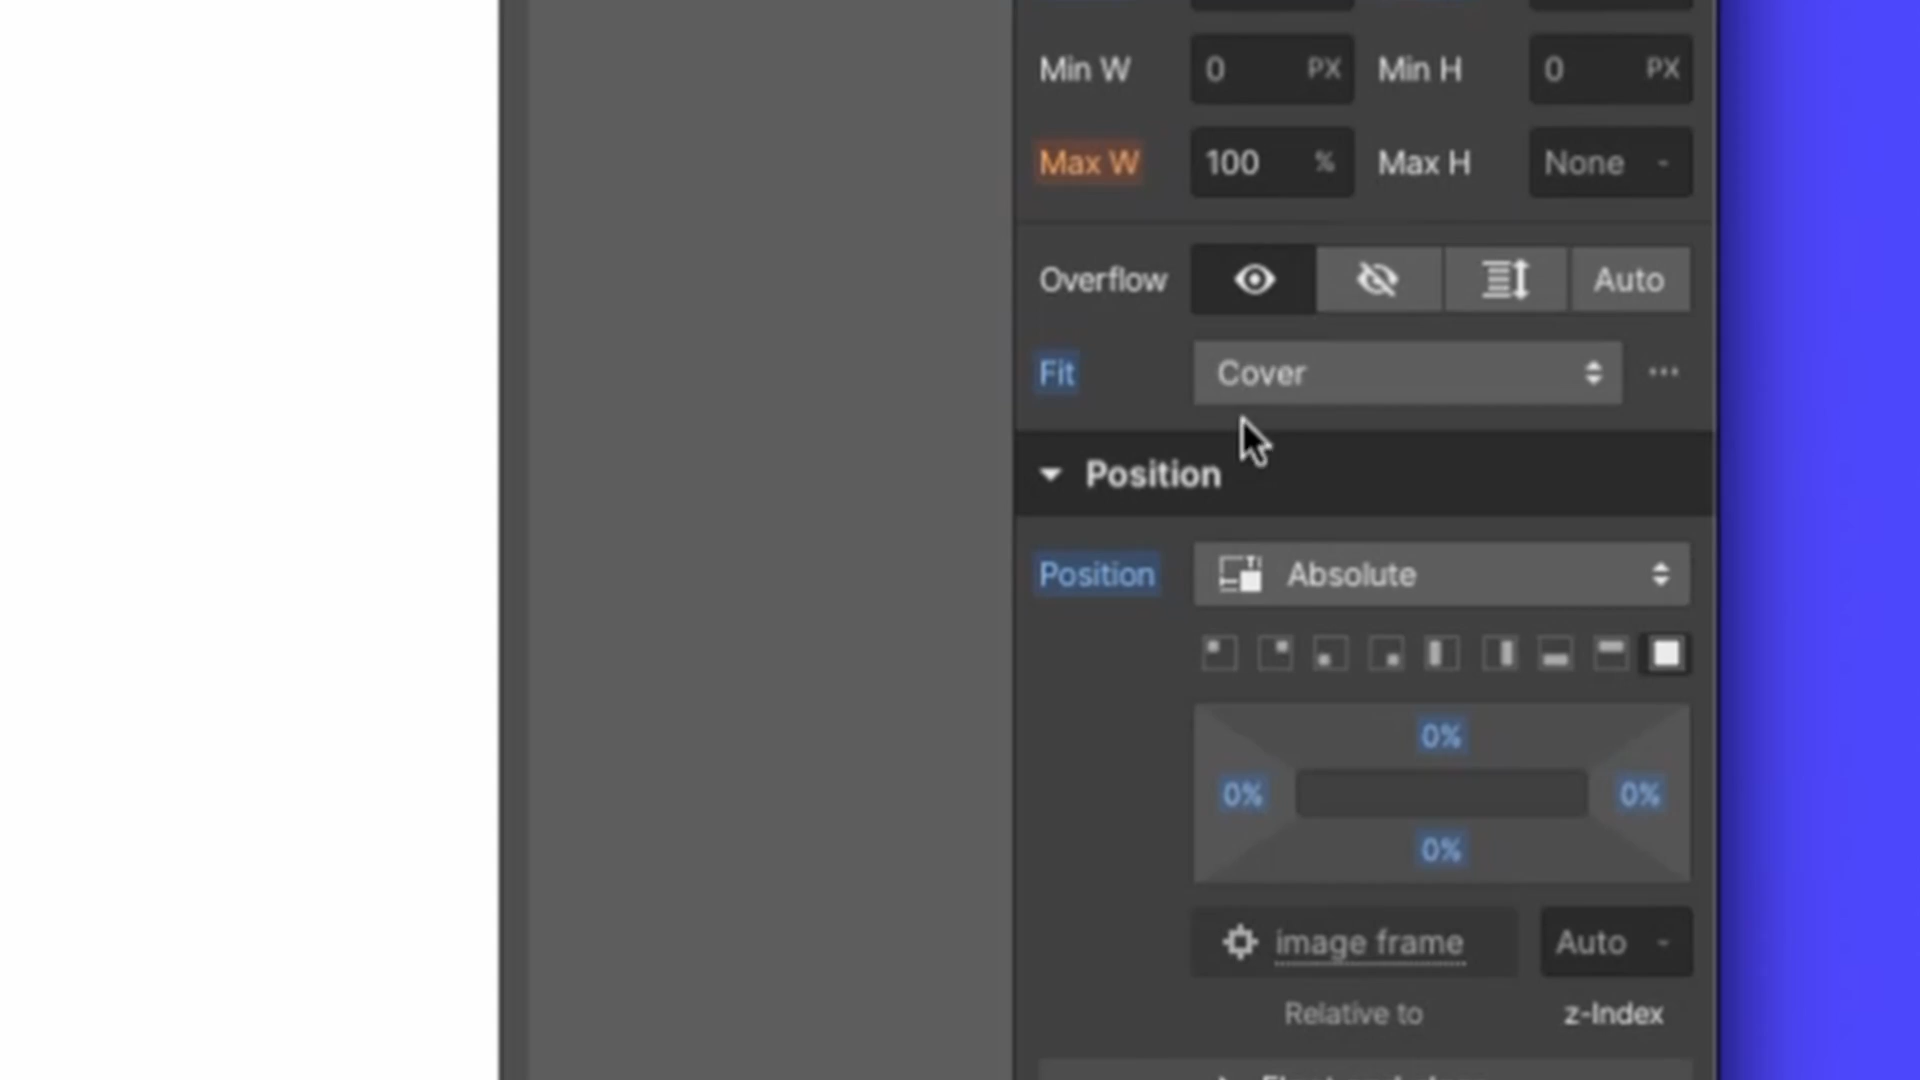 Min W 0 PX Min H 0 PX
Max W 100 % Max H None -
Overflow Auto
Fit Cover
Position
Position Absolute
0%
0% 0%
0%
image frame Auto -
Relative to z-Index